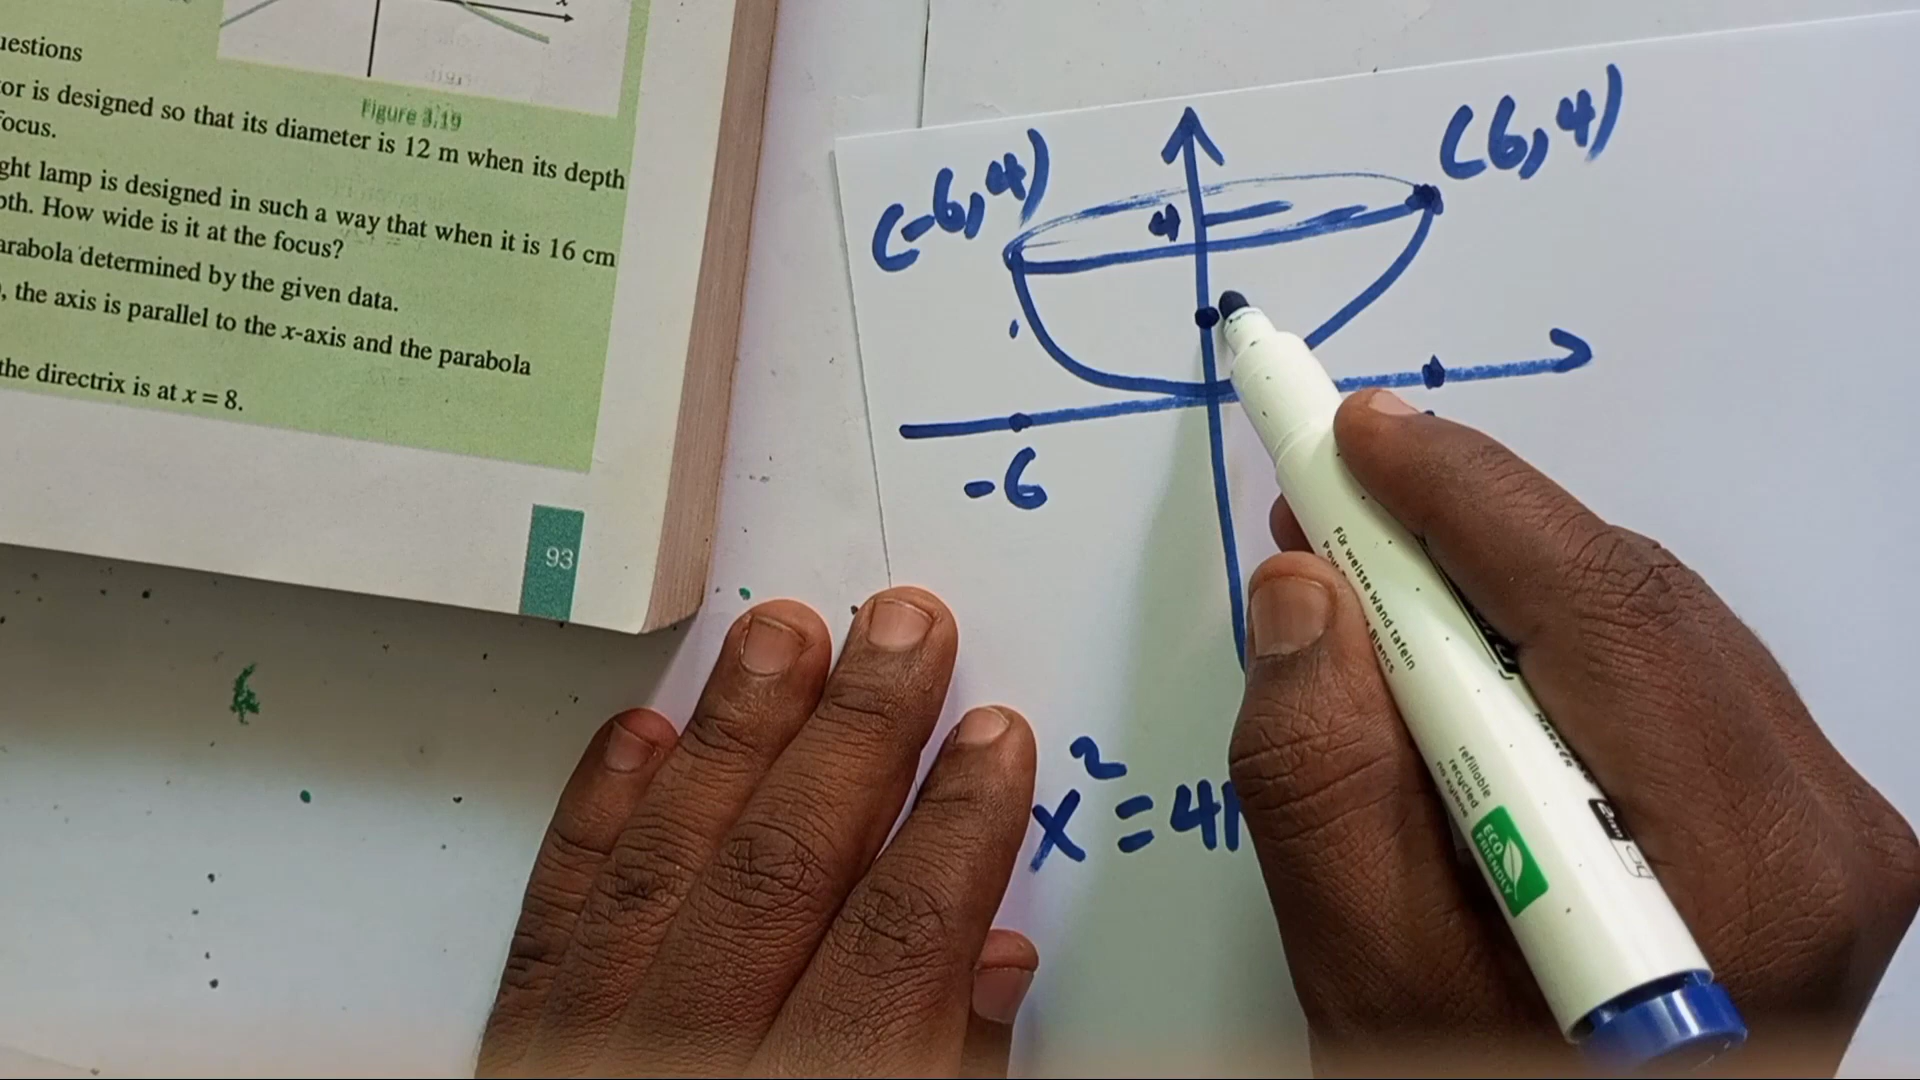 x
Figure 3.19
uestions
or is designed so that its diameter is 12 m when its depth
ocus.
ght lamp is designed in such a way that when it is 16 cm
pth. How wide is it at the focus?
arabola determined by the given data.
, the axis is parallel to the x-axis and the parabola
the directrix is at x = 8.
93
(-6,4)
(6,4)
4
-6
x² = 4
Für weisse Wand tafeln
refillable
recycled
ECO
FRIENDLY